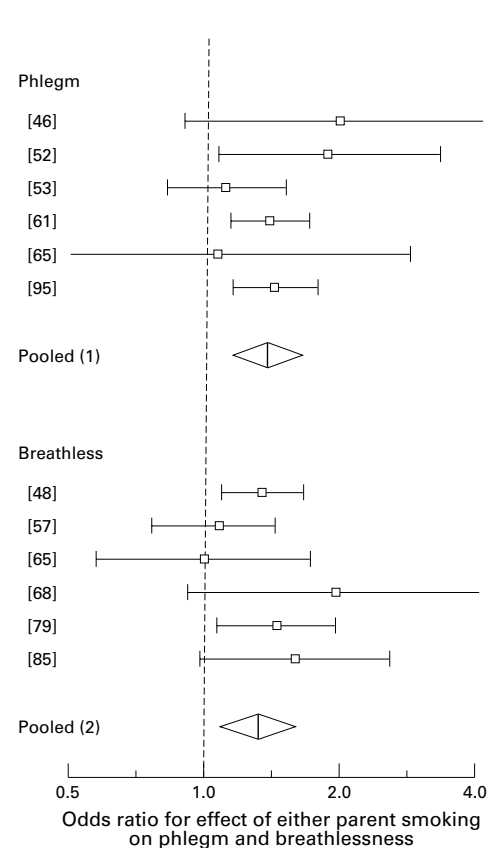 Phlegm
[46]
[52]
[53]
[61]
[65]
[95]
Pooled (1)
Breathless
[48]
[57]
[65]
[68]
[79]
[85]
Pooled (2)
0.5 1.0 2.0 4.0
Odds ratio for effect of either parent smoking
on phlegm and breathlessness